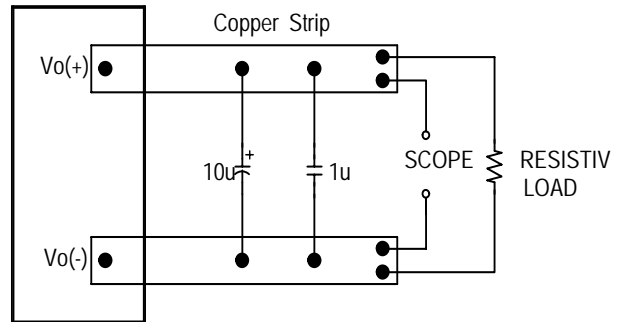 Copper Strip
Vo(+)
10u
+
1u
SCOPE
RESISTIV
LOAD
Vo(-)